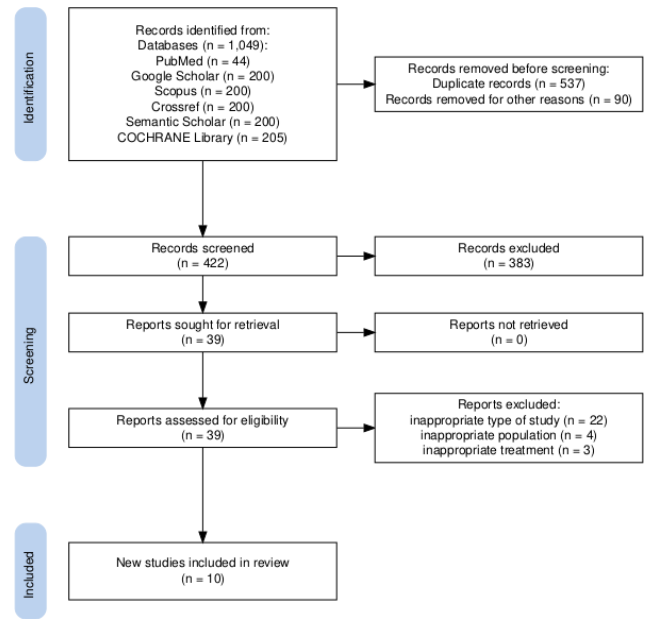 Identification
Records identified from:
Databases (n = 1,049):
PubMed (n = 44)
Google Scholar (n = 200)
Scopus (n = 200)
Crossref (n = 200)
Semantic Scholar (n = 200)
COCHRANE Library (n = 205)
Records removed before screening:
Duplicate records (n = 537)
Records removed for other reasons (n = 90)
Screening
Records screened
(n = 422)
Records excluded
(n = 383)
Reports sought for retrieval
(n = 39)
Reports not retrieved
(n = 0)
Reports assessed for eligibility
(n = 39)
Reports excluded:
inappropriate type of study (n = 22)
inappropriate population (n = 4)
inappropriate treatment (n = 3)
Included
New studies included in review
(n = 10)